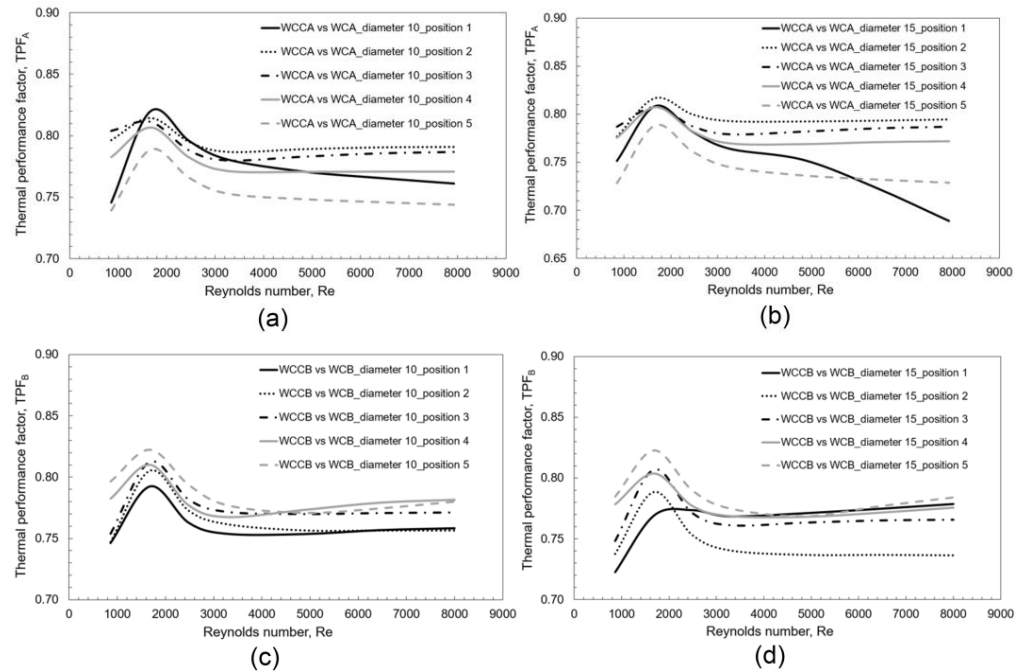 Thermal performance factor, TPF_A
0.90
0.85
0.80
0.75
0.70
WCCA vs WCA_diameter 10_position 1
WCCA vs WCA_diameter 10_position 2
WCCA vs WCA_diameter 10_position 3
WCCA vs WCA_diameter 10_position 4
WCCA vs WCA_diameter 10_position 5
0 1000 2000 3000 4000 5000 6000 7000 8000 9000
Reynolds number, Re
(a)
Thermal performance factor, TPF_A
0.90
0.85
0.80
0.75
0.70
0.65
WCCA vs WCA_diameter 15_position 1
WCCA vs WCA_diameter 15_position 2
WCCA vs WCA_diameter 15_position 3
WCCA vs WCA_diameter 15_position 4
WCCA vs WCA_diameter 15_position 5
0 1000 2000 3000 4000 5000 6000 7000 8000 9000
Reynolds number, Re
(b)
Thermal performance factor, TPF_B
0.90
0.85
0.80
0.75
0.70
WCCB vs WCB_diameter 10_position 1
WCCB vs WCB_diameter 10_position 2
WCCB vs WCB_diameter 10_position 3
WCCB vs WCB_diameter 10_position 4
WCCB vs WCB_diameter 10_position 5
0 1000 2000 3000 4000 5000 6000 7000 8000 9000
Reynolds number, Re
(c)
Thermal performance factor, TPF_B
0.90
0.85
0.80
0.75
0.70
WCCB vs WCB_diameter 15_position 1
WCCB vs WCB_diameter 15_position 2
WCCB vs WCB_diameter 15_position 3
WCCB vs WCB_diameter 15_position 4
WCCB vs WCB_diameter 15_position 5
0 1000 2000 3000 4000 5000 6000 7000 8000 9000
Reynolds number, Re
(d)